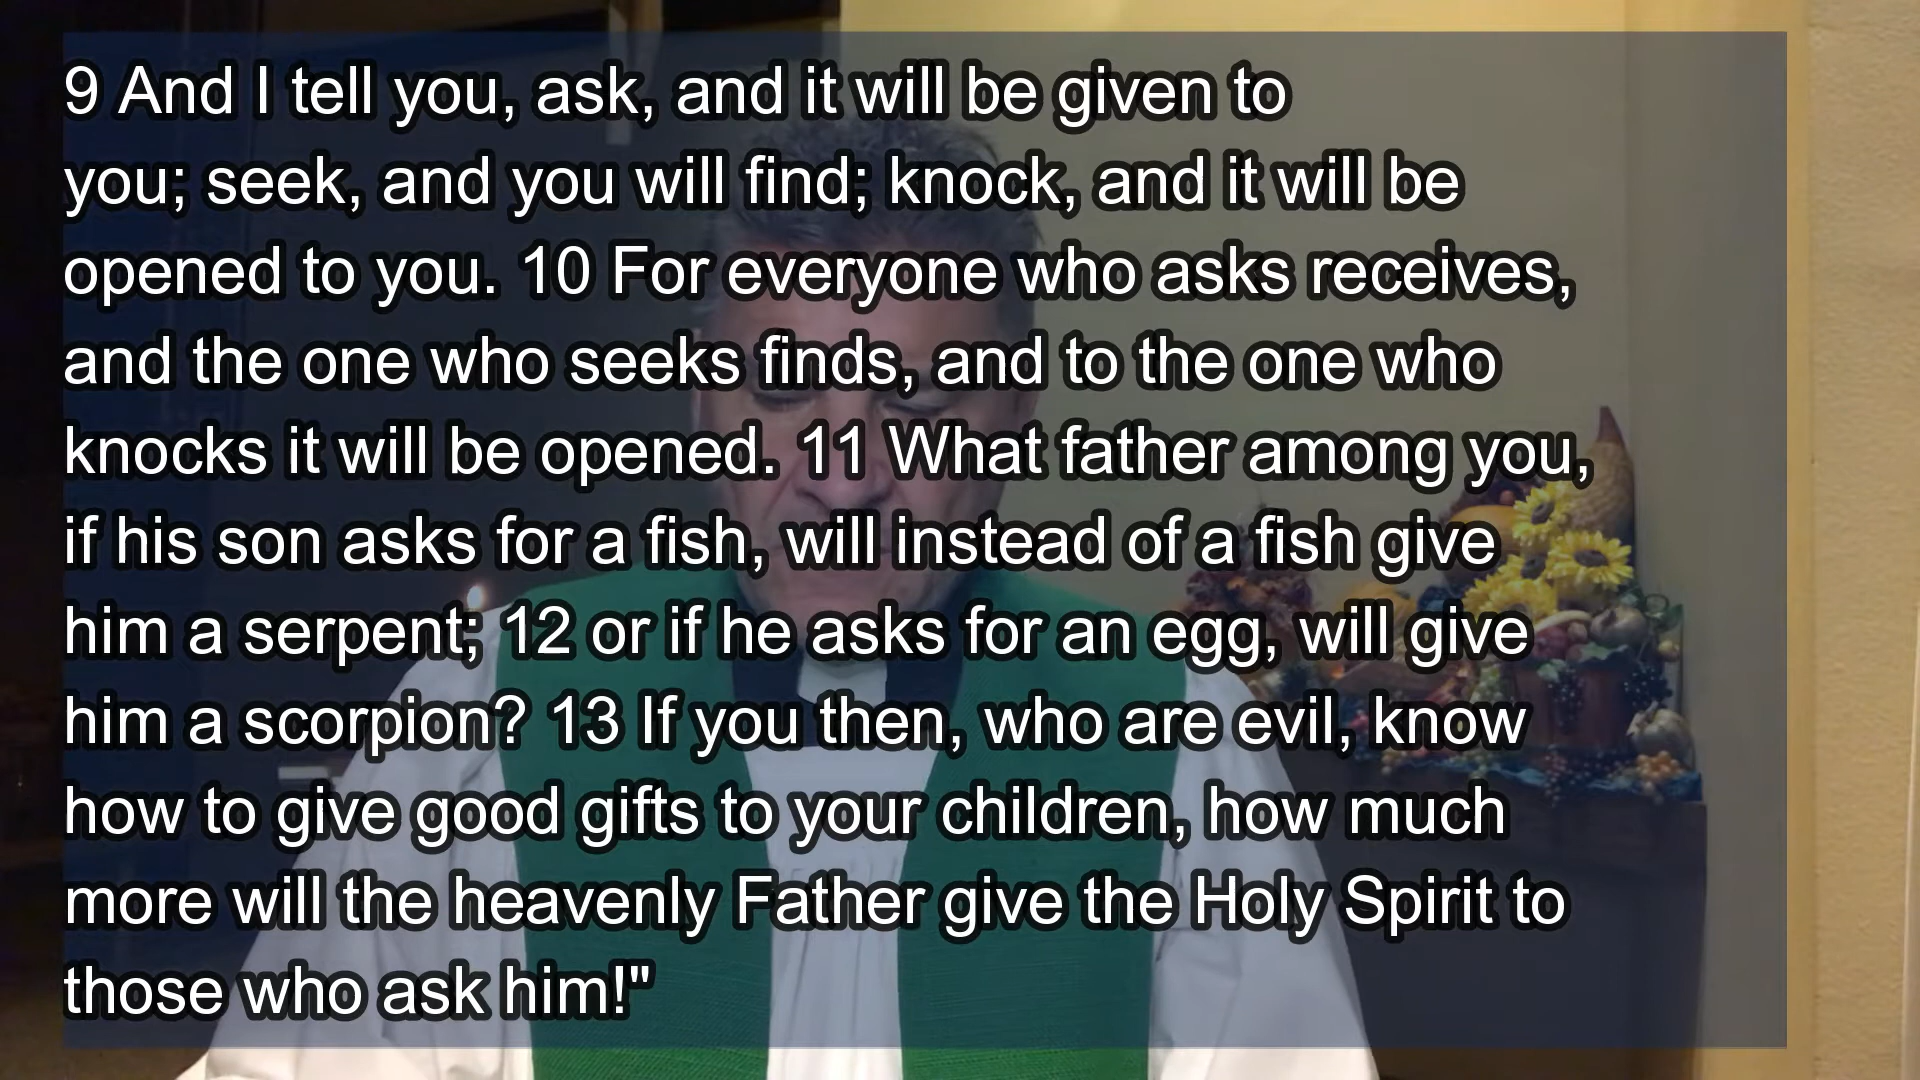 9 And I tell you, ask, and it will be given to
you; seek, and you will find; knock, and it will be
opened to you. 10 For everyone who asks receives,
and the one who seeks finds, and to the one who
knocks it will be opened. 11 What father among you,
if his son asks for a fish, will instead of a fish give
him a serpent; 12 or if he asks for an egg, will give
him a scorpion? 13 If you then, who are evil, know
how to give good gifts to your children, how much
more will the heavenly Father give the Holy Spirit to
those who ask him!"